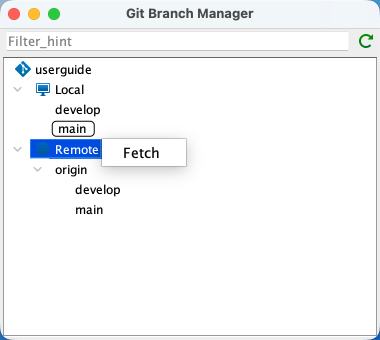 Git Branch Manager
Filter_hint
userguide
Local
develop
main
Remote
Fetch
origin
develop
main